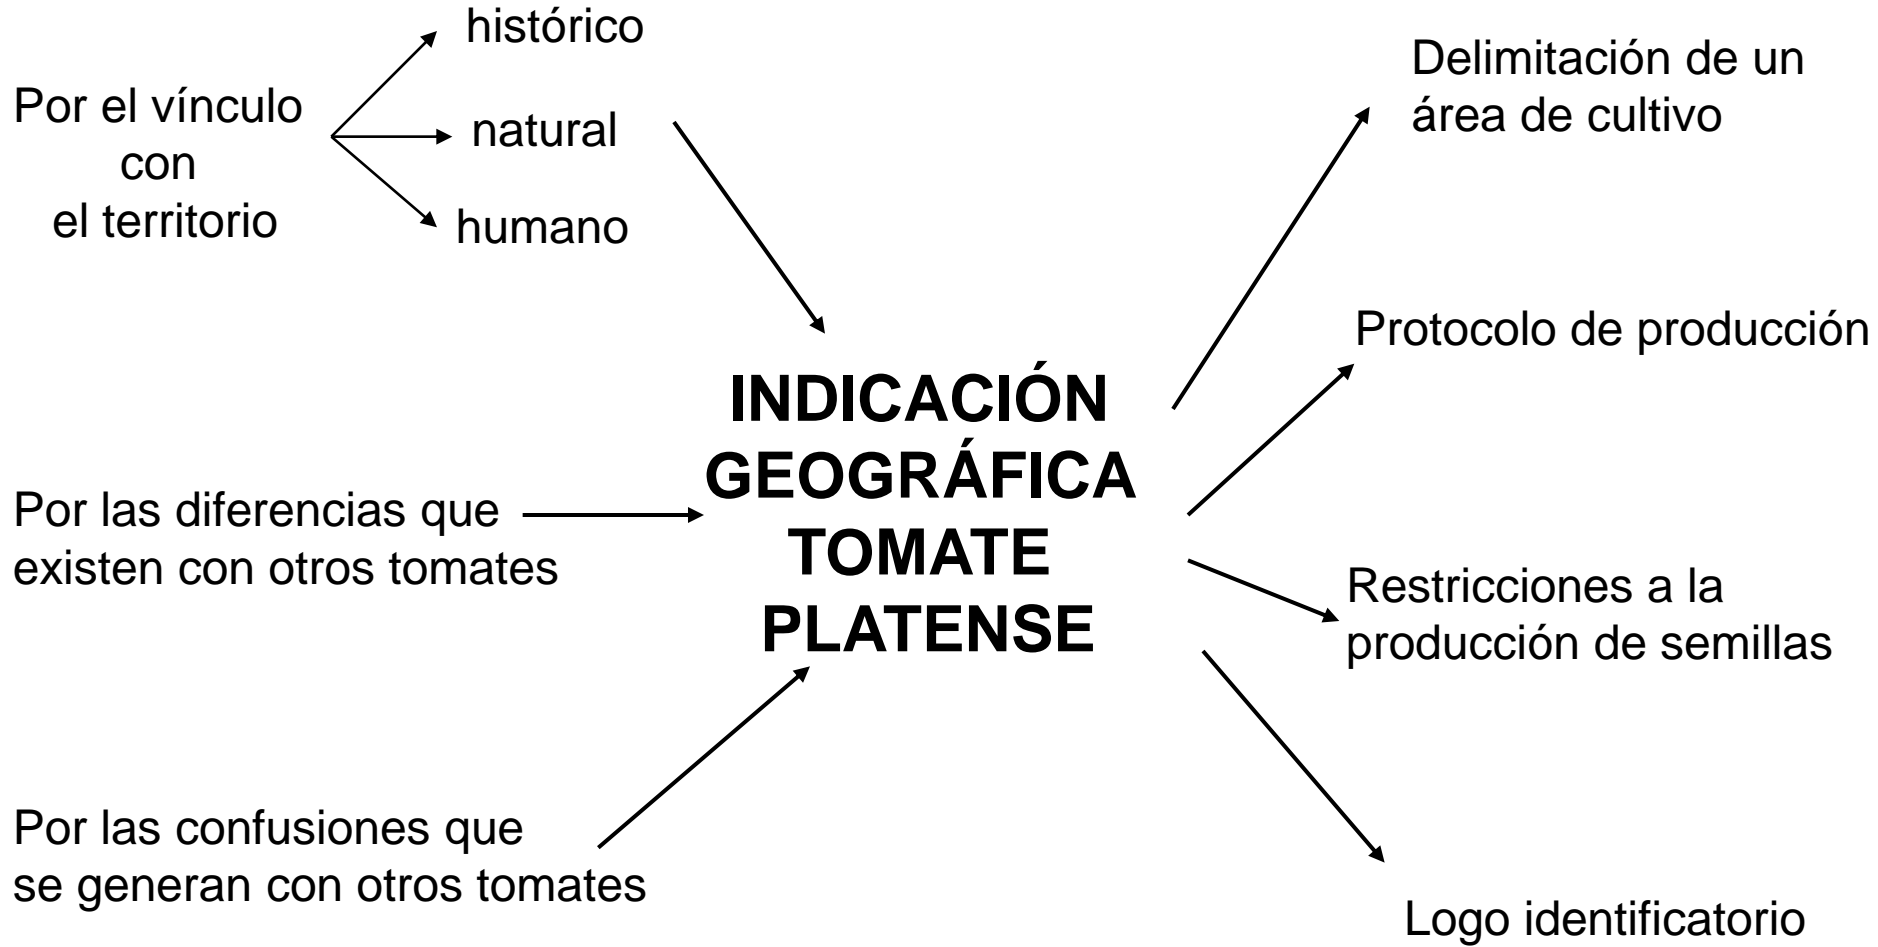 Por el vínculo
con
el territorio
histórico
natural
humano
Por las diferencias que
existen con otros tomates
Por las confusiones que
se generan con otros tomates
INDICACIÓN
GEOGRÁFICA
TOMATE
PLATENSE
Delimitación de un
área de cultivo
Protocolo de producción
Restricciones a la
producción de semillas
Logo identificatorio